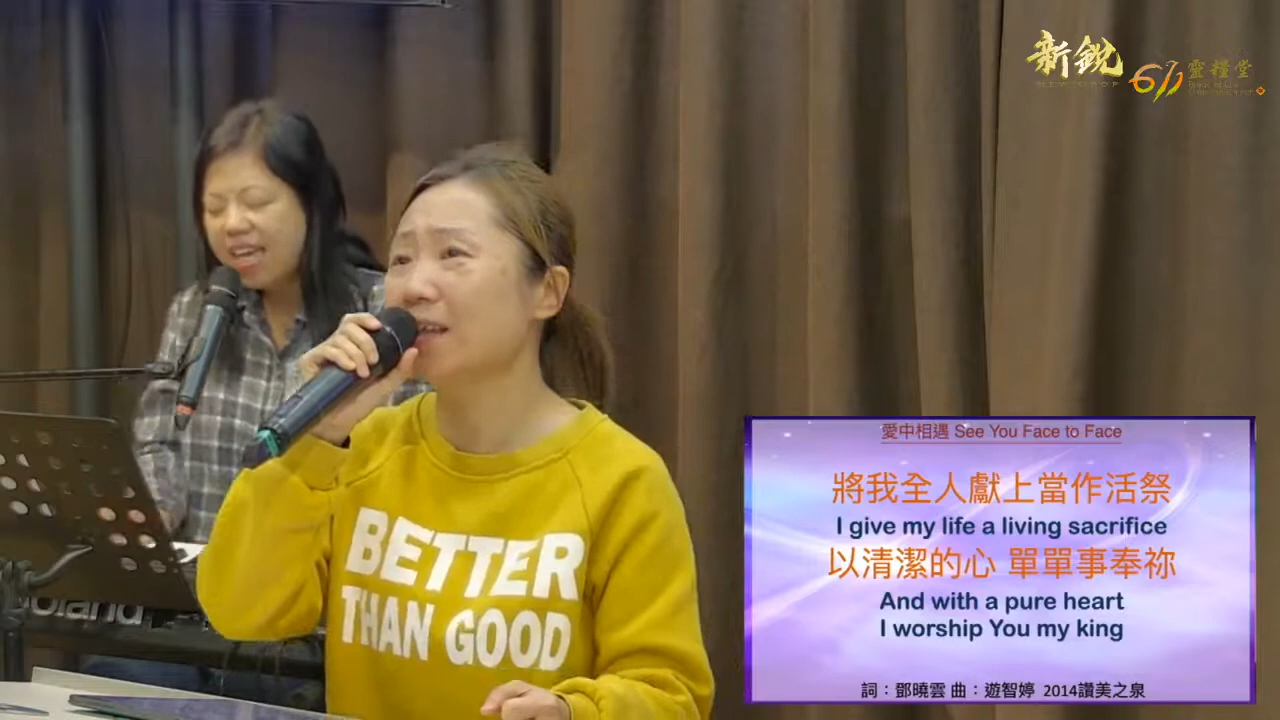 新銳
611 靈糧堂
BETTER
THAN GOOD
Roland
愛中相遇 See You Face to Face
將我全人獻上當作活祭
I give my life a living sacrifice
以清潔的心 單單事奉祢
And with a pure heart
I worship You my king
詞：鄧曉雲 曲：遊智婷 2014讚美之泉